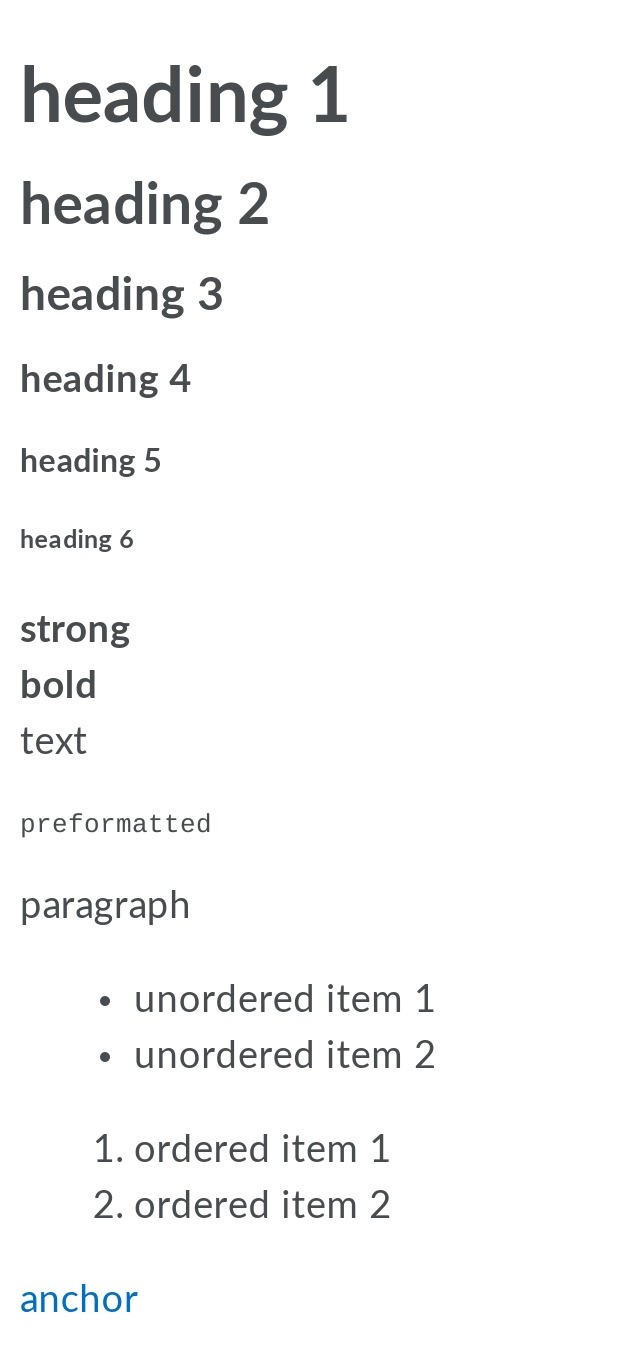 heading 1
heading 2
heading 3
heading 4
heading 5
heading 6
strong
bold
text
preformatted
paragraph
• unordered item 1
• unordered item 2
1. ordered item 1
2. ordered item 2
anchor